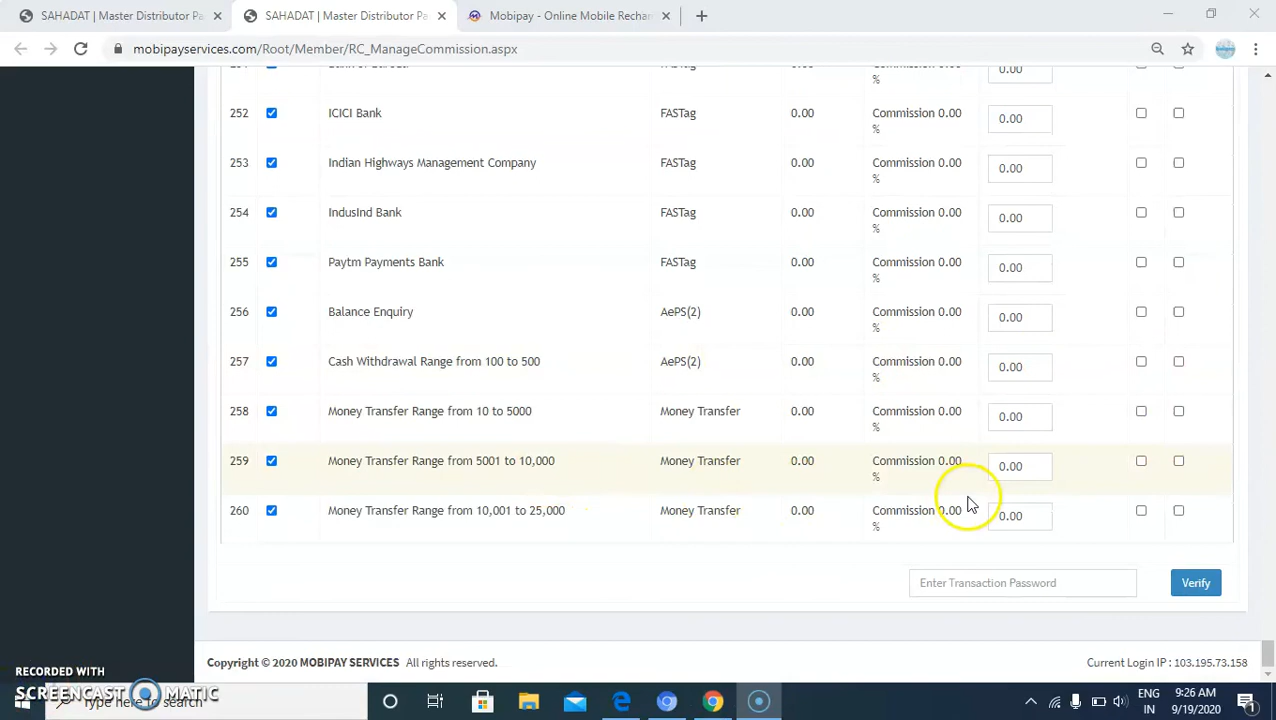 SAHADAT | Master Distributor Pa
SAHADAT | Master Distributor Pa
Mobipay - Online Mobile Rechar
mobipayservices.com/Root/Member/RC_ManageCommission.aspx
FASTag 0.00 % 0.00
252 ICICI Bank FASTag 0.00 Commission 0.00 % 0.00
253 Indian Highways Management Company FASTag 0.00 Commission 0.00 % 0.00
254 IndusInd Bank FASTag 0.00 Commission 0.00 % 0.00
255 Paytm Payments Bank FASTag 0.00 Commission 0.00 % 0.00
256 Balance Enquiry AePS(2) 0.00 Commission 0.00 % 0.00
257 Cash Withdrawal Range from 100 to 500 AePS(2) 0.00 Commission 0.00 % 0.00
258 Money Transfer Range from 10 to 5000 Money Transfer 0.00 Commission 0.00 % 0.00
259 Money Transfer Range from 5001 to 10,000 Money Transfer 0.00 Commission 0.00 % 0.00
260 Money Transfer Range from 10,001 to 25,000 Money Transfer 0.00 Commission 0.00 % 0.00
Enter Transaction Password Verify
Copyright © 2020 MOBIPAY SERVICES All rights reserved. Current Login IP : 103.195.73.158
RECORDED WITH
SCREENCAST MATIC
Type here to search
ENG
IN
9:26 AM
9/19/2020
1